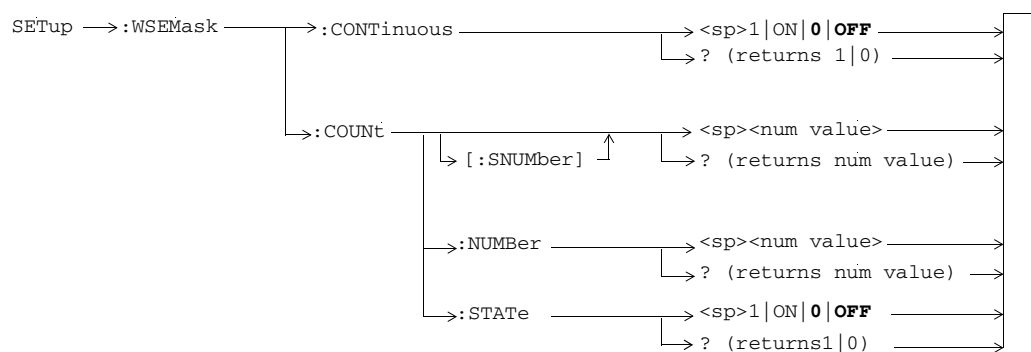 SETup :WSEMask :CONTinuous <sp>1|ON|0|OFF
? (returns 1|0)
:COUNt <sp><num value>
[:SNUMber] ? (returns num value)
:NUMBer <sp><num value>
? (returns num value)
:STATe <sp>1|ON|0|OFF
? (returns1|0)